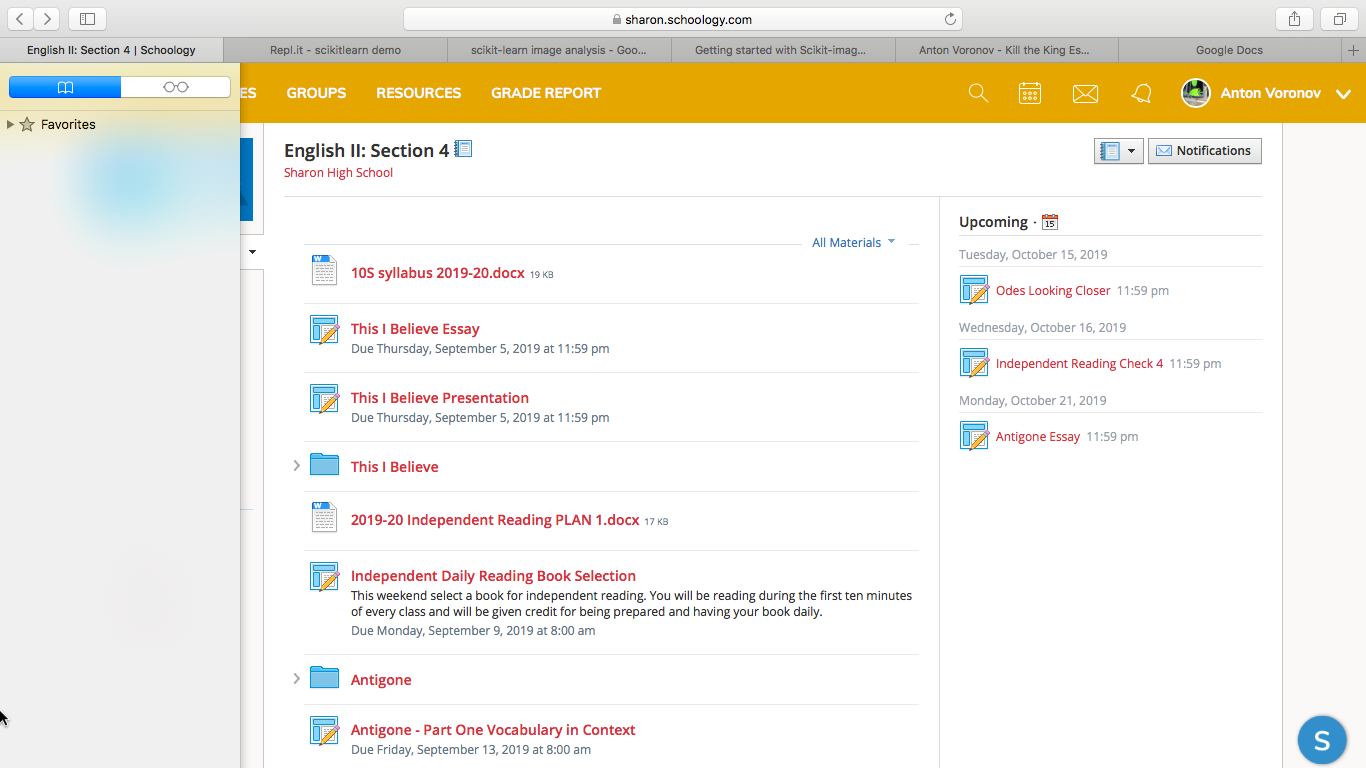 sharon.schoology.com
English II: Section 4 | Schoology
Repl.it - scikitlearn demo
scikit-learn image analysis - Goo...
Getting started with Scikit-imag...
Anton Voronov - Kill the King Es...
Google Docs
Favorites
ES
GROUPS
RESOURCES
GRADE REPORT
Anton Voronov
English II: Section 4
Sharon High School
Notifications
All Materials
10S syllabus 2019-20.docx 19 KB
This I Believe Essay
Due Thursday, September 5, 2019 at 11:59 pm
This I Believe Presentation
Due Thursday, September 5, 2019 at 11:59 pm
This I Believe
2019-20 Independent Reading PLAN 1.docx 17 KB
Independent Daily Reading Book Selection
This weekend select a book for independent reading. You will be reading during the first ten minutes
of every class and will be given credit for being prepared and having your book daily.
Due Monday, September 9, 2019 at 8:00 am
Antigone
Antigone - Part One Vocabulary in Context
Due Friday, September 13, 2019 at 8:00 am
Upcoming · 15
Tuesday, October 15, 2019
Odes Looking Closer 11:59 pm
Wednesday, October 16, 2019
Independent Reading Check 4 11:59 pm
Monday, October 21, 2019
Antigone Essay 11:59 pm
S